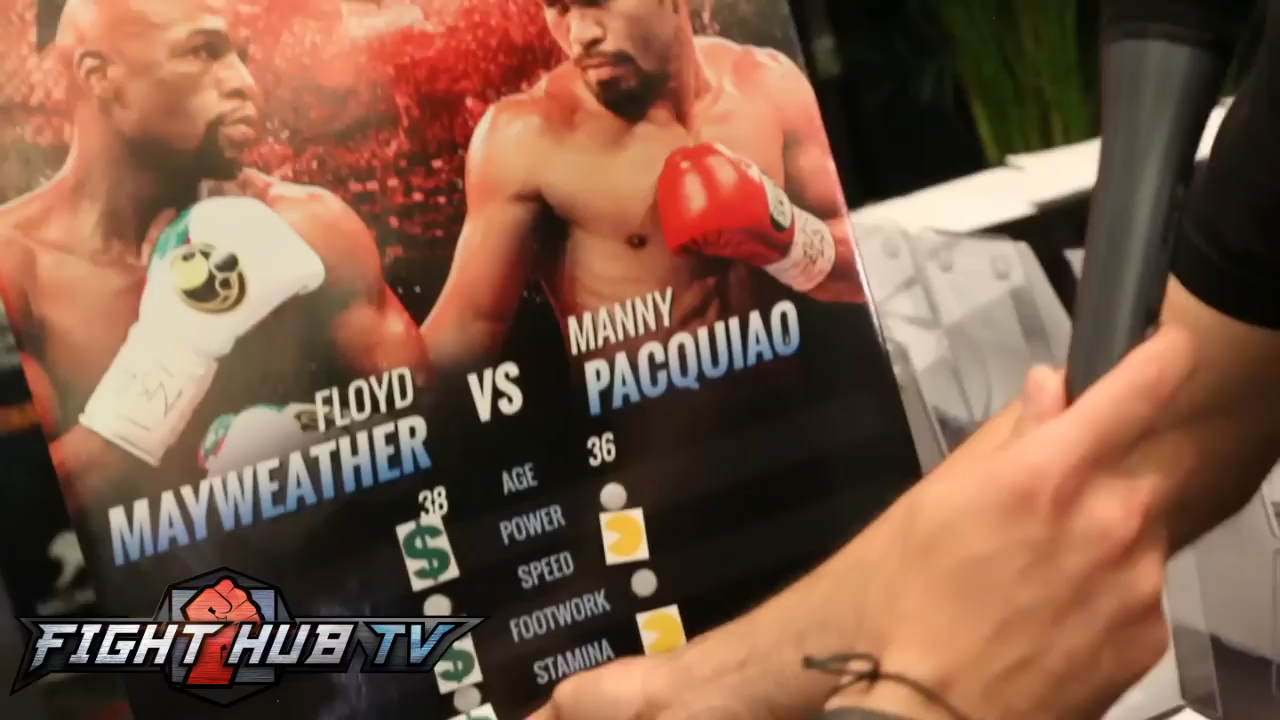 MANNY
PACQUIAO
VS
FLOYD
MAYWEATHER
36
AGE
38
POWER
$
SPEED
FOOTWORK
$
STAMINA
FIGHT HUB TV